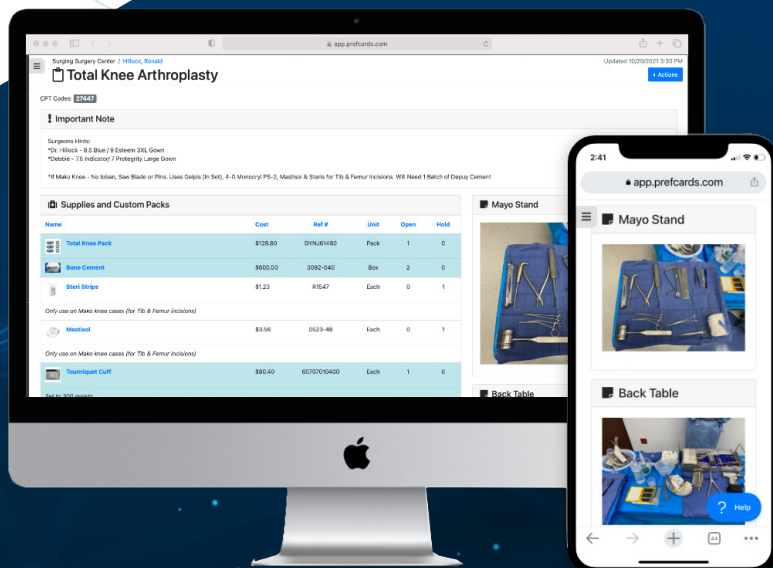 app.prefcards.com
Surging Surgery Center / Hillock, Ronald
Updated 10/29/2021 3:30 PM
Total Knee Arthroplasty
Actions
CPT Codes: 27447
! Important Note
Surgeons Hints:
*Dr. Hillock - 8.5 Blue / 9 Esteem 3XL Gown
*Debbie - 7.5 Indicator/ 7 Protegrity Large Gown
*If Mako Knee - No Ioban, Saw Blade or Pins. Uses Gelpis (In Set), 4-0 Monocryl PS-2, Mastisol & Steris for Tib & Femur Incisions. Will Need 1 Batch of Depuy Cement
Supplies and Custom Packs
Name Cost Ref # Unit Open Hold
Total Knee Pack $128.80 DYNJ61480 Pack 1 0
Bone Cement $600.00 3092-040 Box 2 0
Steri Strips $1.23 R1547 Each 0 1
Only use on Mako knee cases (for Tib & Femur incisions)
Mastisol $3.56 0523-48 Each 0 1
Only use on Mako knee cases (for Tib & Femur incisions)
Tourniquet Cuff $80.40 60707010400 Each 1 0
Set to 300 mmHg
Mayo Stand
Back Table
2:41
app.prefcards.com
Mayo Stand
Back Table
? Help
44